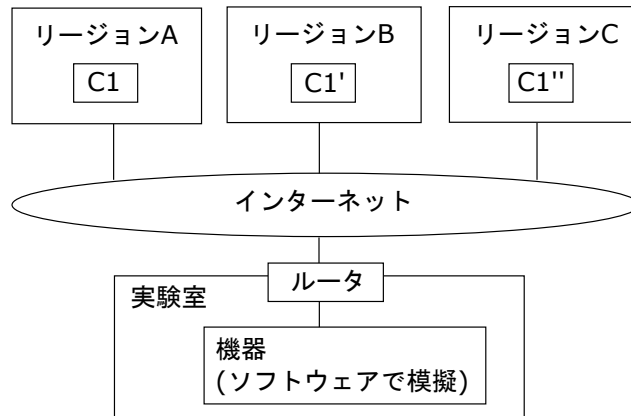 リージョンA
リージョンB
リージョンC
C1
C1'
C1''
インターネット
ルータ
実験室
機器
(ソフトウェアで模擬)